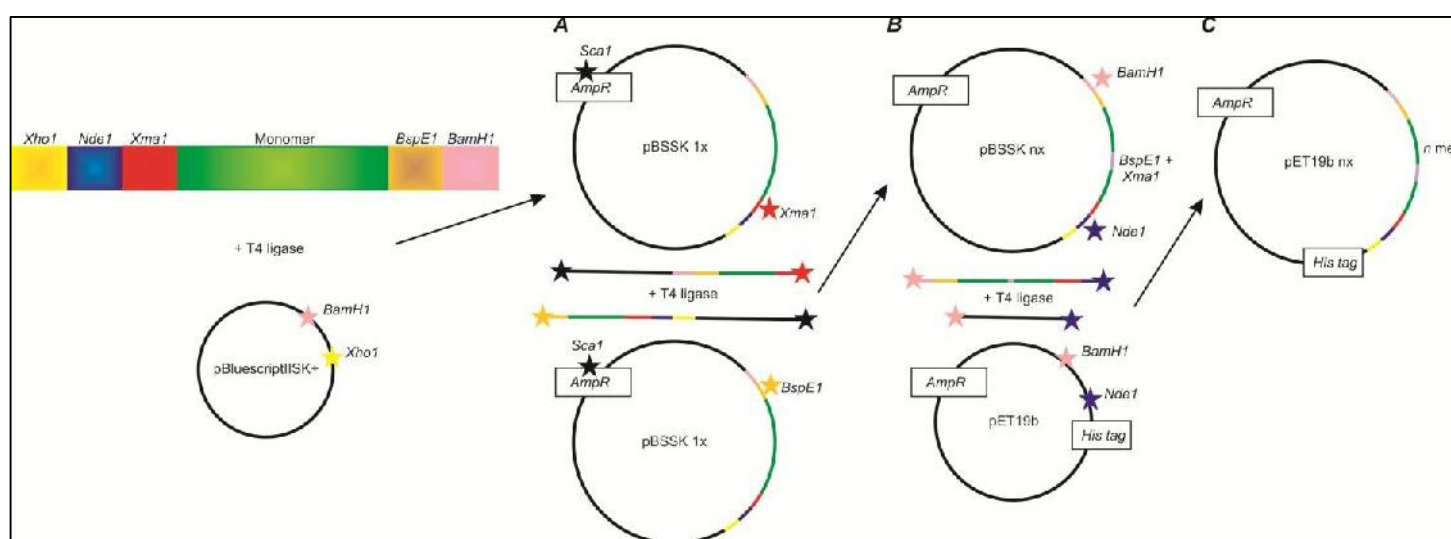 A
B
C
Sca1
AmpR
pBSSK 1x
Xma1
BamH1
AmpR
pBSSK nx
BspE1 +
Xma1
Nde1
AmpR
pET19b nx
n me
His tag
Xho1 Nde1 Xma1 Monomer BspE1 BamH1
+ T4 ligase
BamH1
Xho1
pBluescriptIISK+
+ T4 ligase
Sca1
AmpR
BspE1
pBSSK 1x
+ T4 ligase
BamH1
AmpR
Nde1
pET19b
His tag